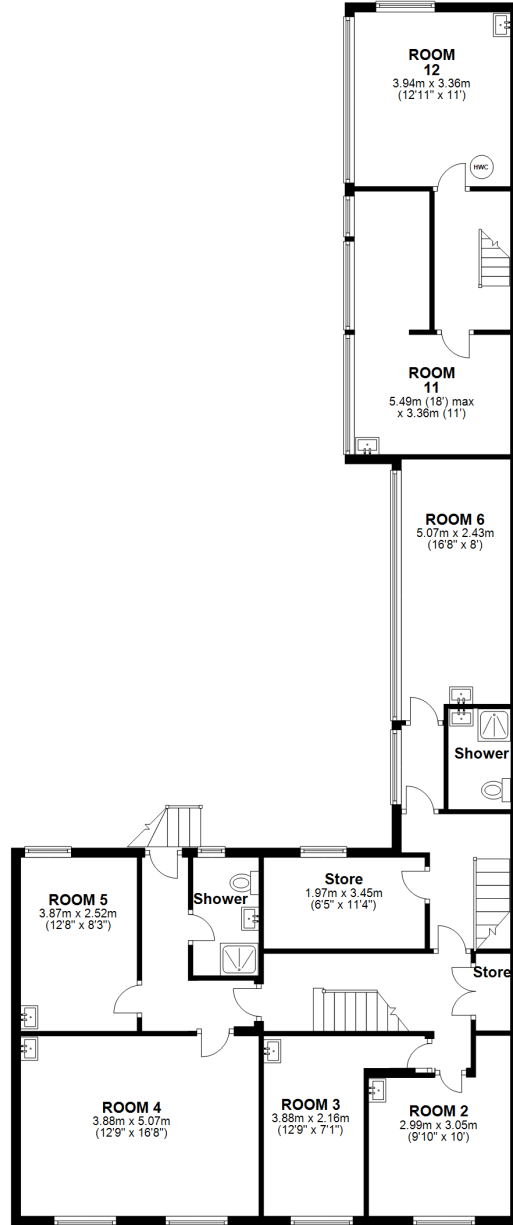 ROOM
12
3.94m x 3.36m
(12'11" x 11')
HWC
ROOM
11
5.49m (18') max
x 3.36m (11')
ROOM 6
5.07m x 2.43m
(16'8" x 8')
Shower
ROOM 5
3.87m x 2.52m
(12'8" x 8'3")
Shower
Store
1.97m x 3.45m
(6'5" x 11'4")
Store
ROOM 4
3.88m x 5.07m
(12'9" x 16'8")
ROOM 3
3.88m x 2.16m
(12'9" x 7'1")
ROOM 2
2.99m x 3.05m
(9'10" x 10')